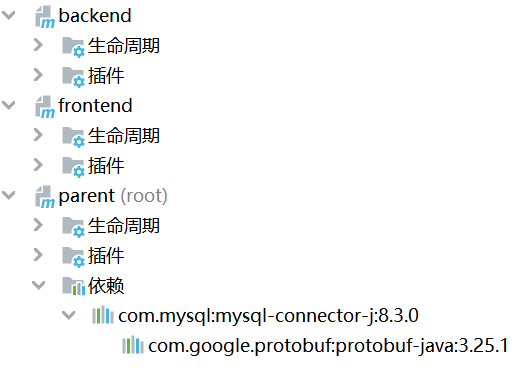 backend
生命周期
插件
frontend
生命周期
插件
parent (root)
生命周期
插件
依赖
com.mysql:mysql-connector-j:8.3.0
com.google.protobuf:protobuf-java:3.25.1